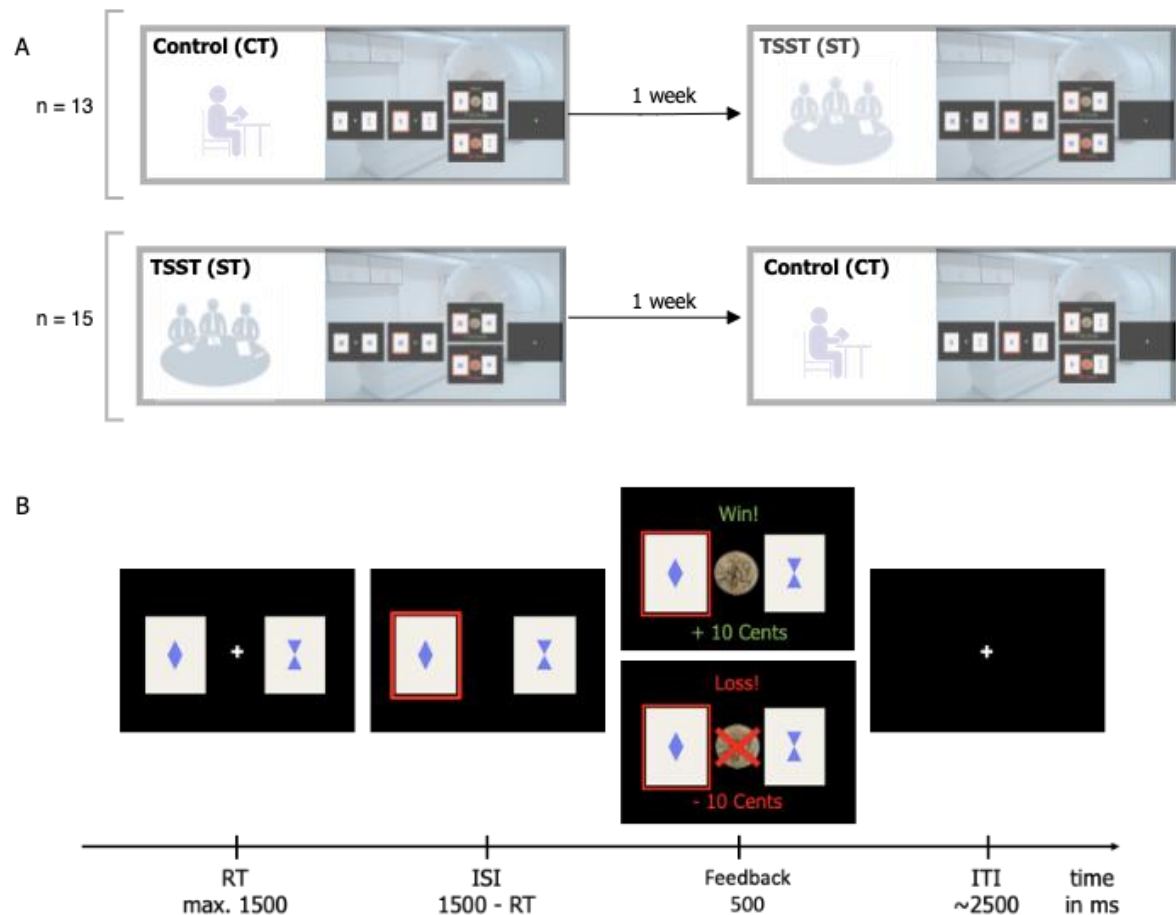 A
n = 13
Control (CT)
1 week
TSST (ST)
n = 15
TSST (ST)
1 week
Control (CT)
B
Win!
+ 10 Cents
Loss!
- 10 Cents
RT
max. 1500
ISI
1500 - RT
Feedback
500
ITI
~2500
time
in ms